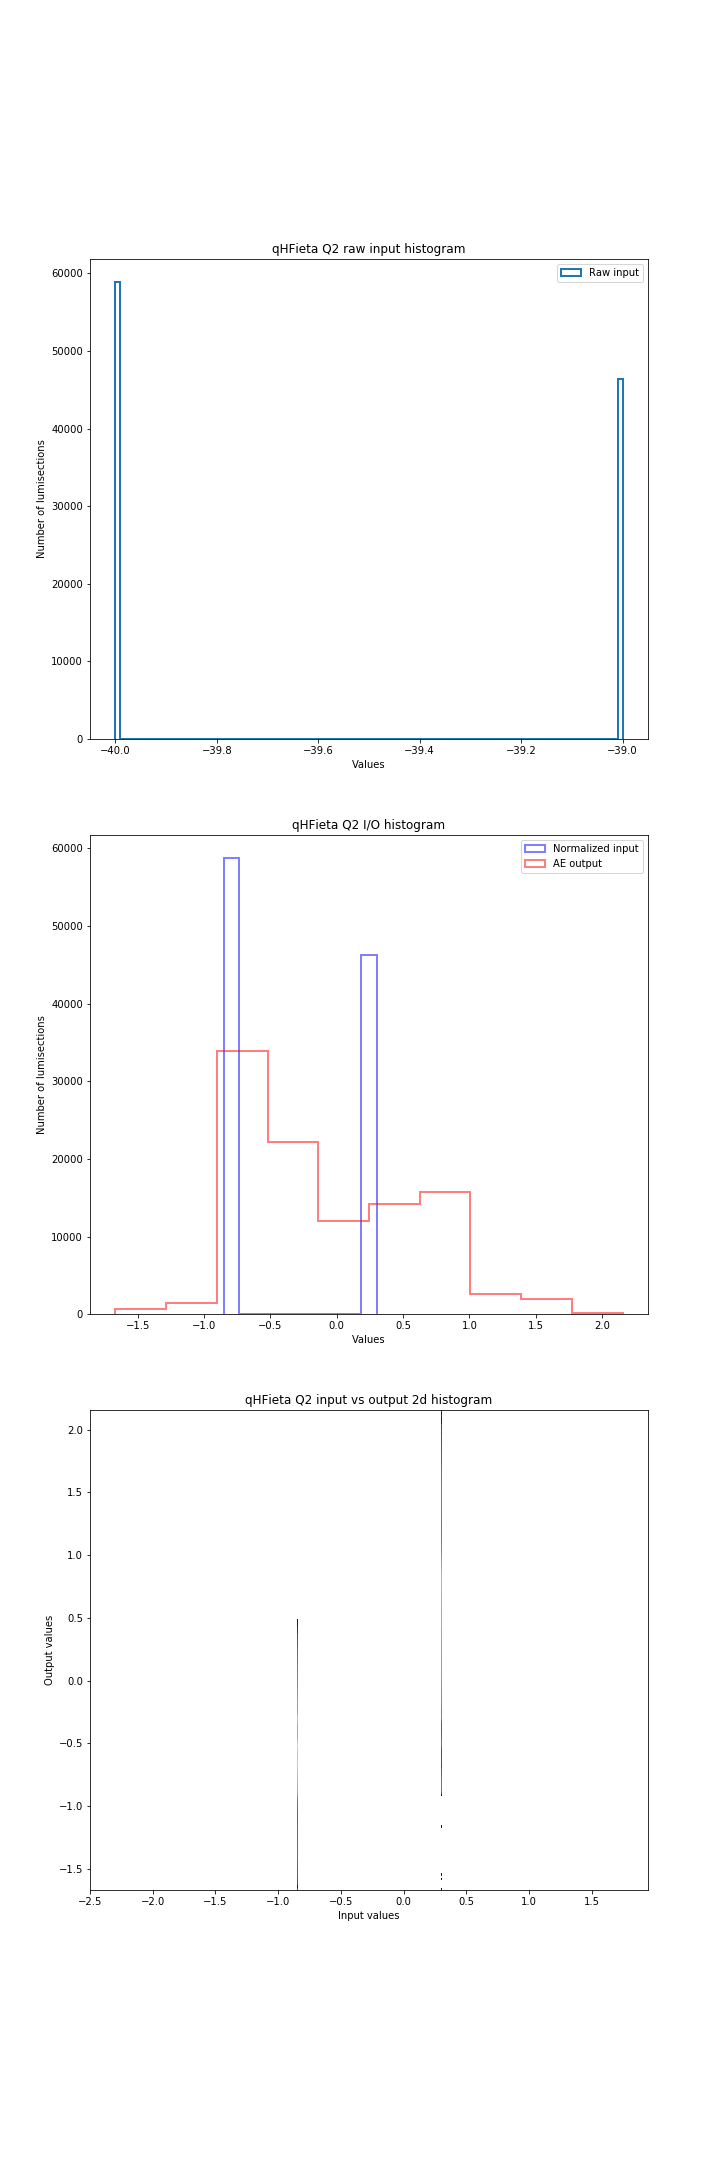 qHFieta Q2 raw input histogram
Raw input
60000
50000
40000
30000
20000
10000
0
Number of lumisections
−40.0 −39.8 −39.6 −39.4 −39.2 −39.0
Values
qHFieta Q2 I/O histogram
Normalized input
AE output
60000
50000
40000
30000
20000
10000
0
Number of lumisections
−1.5 −1.0 −0.5 0.0 0.5 1.0 1.5 2.0
Values
qHFieta Q2 input vs output 2d histogram
2.0
1.5
1.0
0.5
0.0
−0.5
−1.0
−1.5
Output values
−2.5 −2.0 −1.5 −1.0 −0.5 0.0 0.5 1.0 1.5
Input values